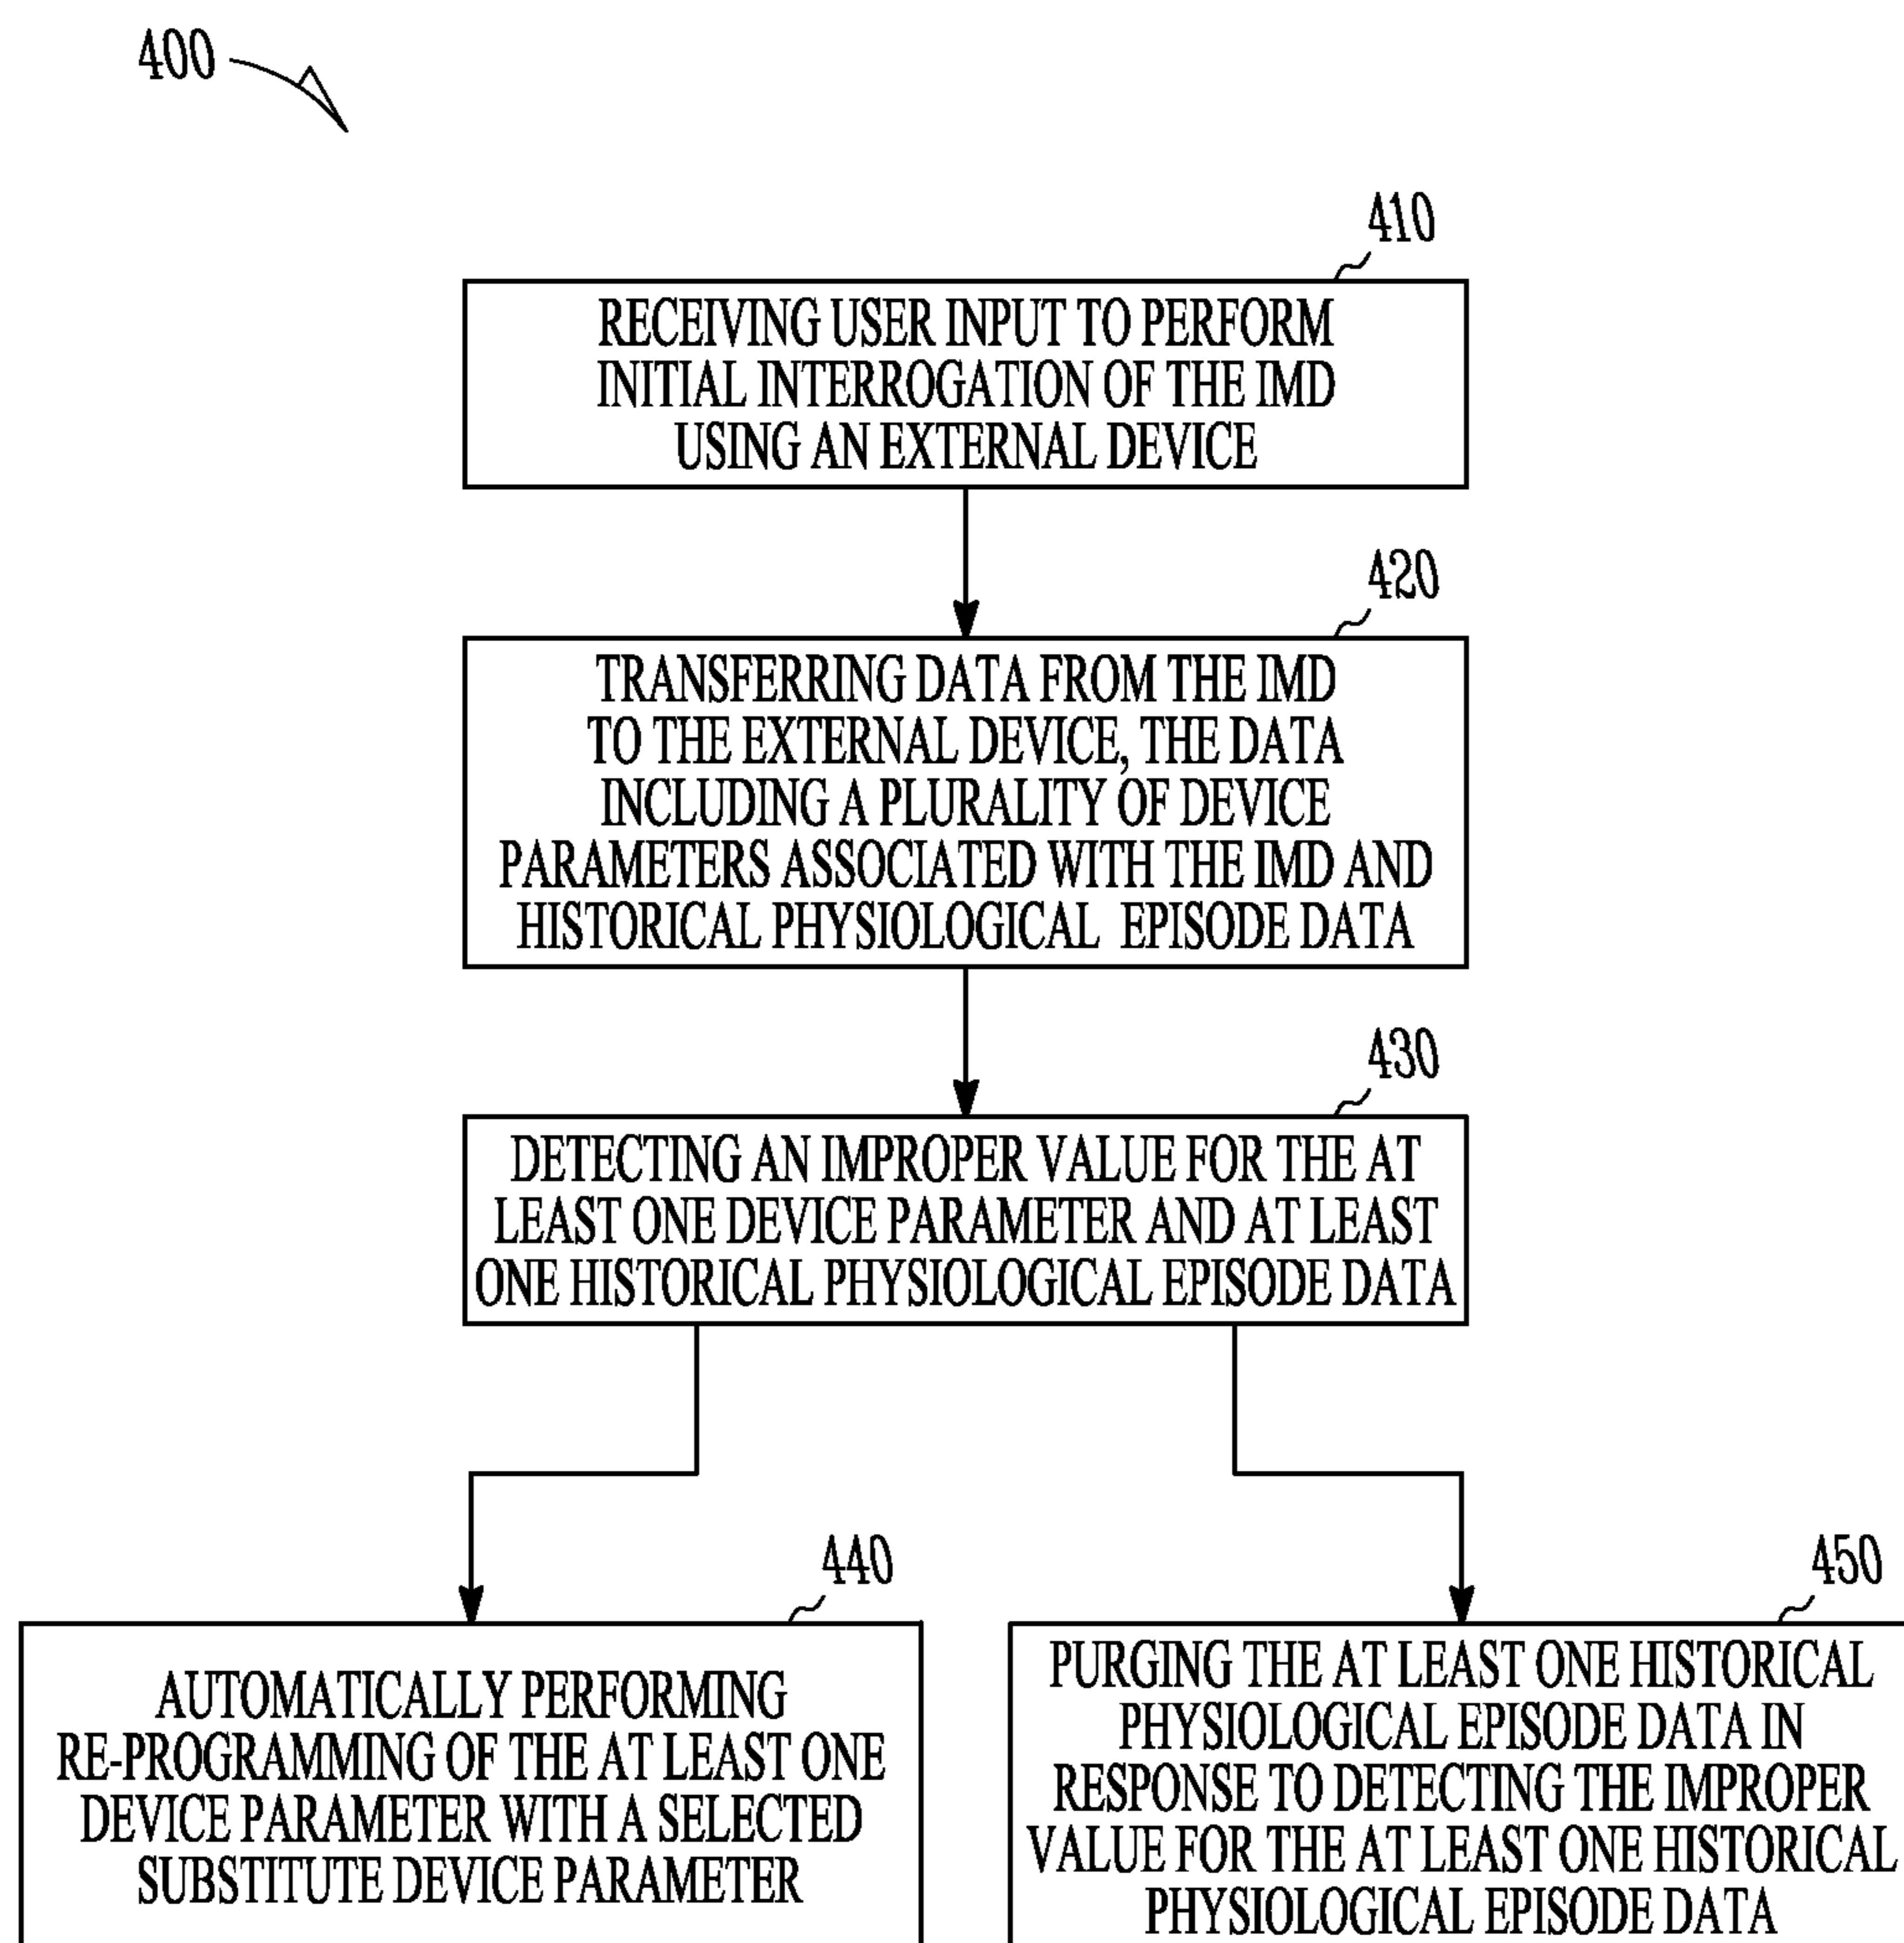 400
410
RECEIVING USER INPUT TO PERFORM
INITIAL INTERROGATION OF THE IMD
USING AN EXTERNAL DEVICE
420
TRANSFERRING DATA FROM THE IMD
TO THE EXTERNAL DEVICE, THE DATA
INCLUDING A PLURALITY OF DEVICE
PARAMETERS ASSOCIATED WITH THE IMD AND
HISTORICAL PHYSIOLOGICAL EPISODE DATA
430
DETECTING AN IMPROPER VALUE FOR THE AT
LEAST ONE DEVICE PARAMETER AND AT LEAST
ONE HISTORICAL PHYSIOLOGICAL EPISODE DATA
440
AUTOMATICALLY PERFORMING
RE-PROGRAMMING OF THE AT LEAST ONE
DEVICE PARAMETER WITH A SELECTED
SUBSTITUTE DEVICE PARAMETER
450
PURGING THE AT LEAST ONE HISTORICAL
PHYSIOLOGICAL EPISODE DATA IN
RESPONSE TO DETECTING THE IMPROPER
VALUE FOR THE AT LEAST ONE HISTORICAL
PHYSIOLOGICAL EPISODE DATA